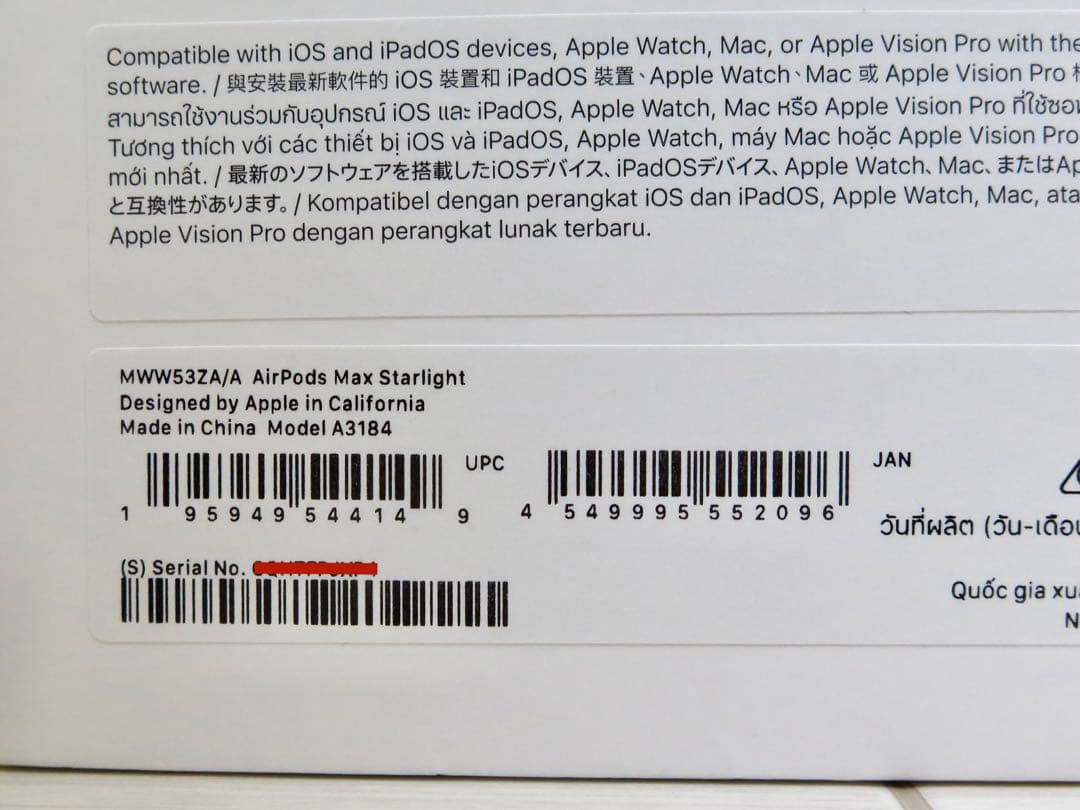 Compatible with iOS and iPadOS devices, Apple Watch, Mac, or Apple Vision Pro with the
software. / 與安裝最新軟件的 iOS 裝置和 iPadOS 裝置、Apple Watch、Mac 或 Apple Vision Pro
สามารถใช้งานร่วมกับอุปกรณ์ iOS และ iPadOS, Apple Watch, Mac หรือ Apple Vision Pro ที่ใช้ซอ
Tương thích với các thiết bị iOS và iPadOS, Apple Watch, máy Mac hoặc Apple Vision Pro
mới nhất. / 最新のソフトウェアを搭載したiOSデバイス、iPadOSデバイス、Apple Watch、Mac、またはAp
と互換性があります。/ Kompatibel dengan perangkat iOS dan iPadOS, Apple Watch, Mac, ata
Apple Vision Pro dengan perangkat lunak terbaru.
MWW53ZA/A AirPods Max Starlight
Designed by Apple in California
Made in China Model A3184
UPC
1 95949 54414 9
JAN
4 549995 552096
วันที่ผลิต (วัน-เดือน
(S) Serial No.
Quốc gia xu
N